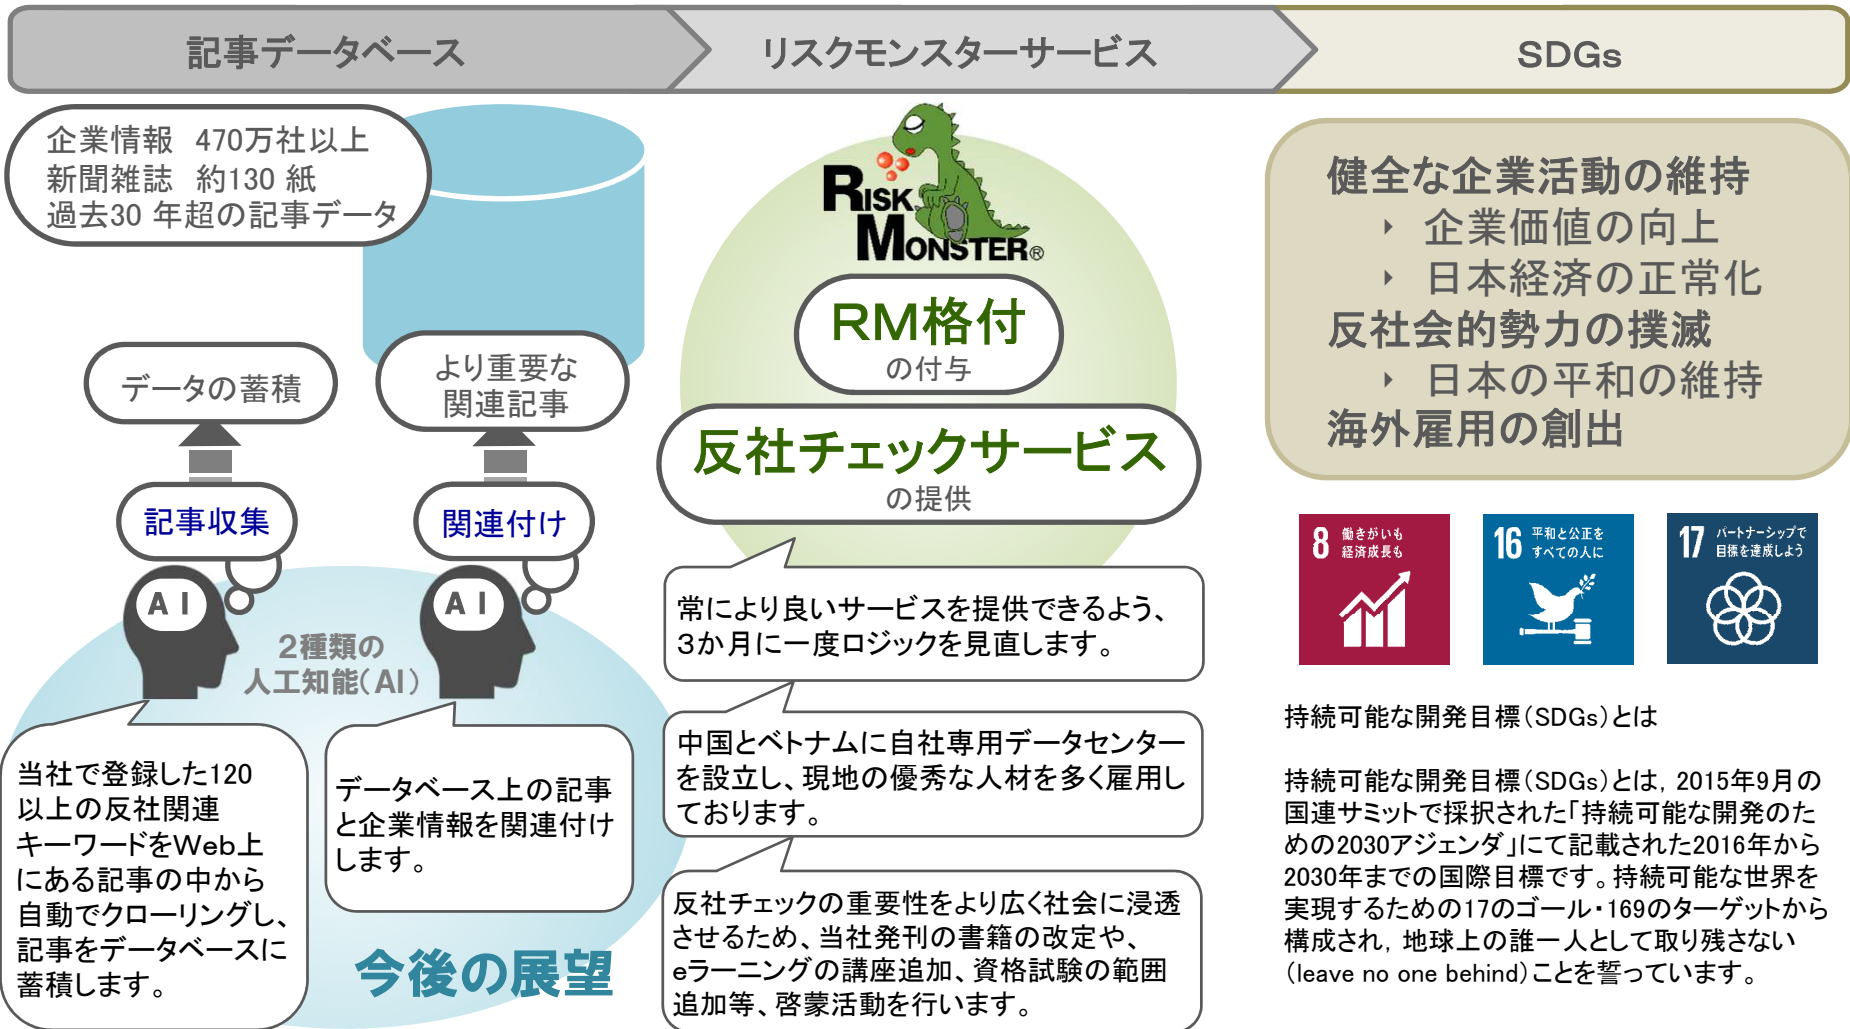 記事データベース
リスクモンスターサービス
SDGs
企業情報 470万社以上
新聞雑誌 約130 紙
過去30 年超の記事データ
データの蓄積
より重要な
関連記事
記事収集
関連付け
AI
AI
2種類の
人工知能(AI)
当社で登録した120
以上の反社関連
キーワードをWeb上
にある記事の中から
自動でクローリングし、
記事をデータベースに
蓄積します。
データベース上の記事
と企業情報を関連付け
します。
今後の展望
RISK
MONSTER®
RM格付
の付与
反社チェックサービス
の提供
常により良いサービスを提供できるよう、
3か月に一度ロジックを見直します。
中国とベトナムに自社専用データセンター
を設立し、現地の優秀な人材を多く雇用し
ております。
反社チェックの重要性をより広く社会に浸透
させるため、当社発刊の書籍の改定や、
eラーニングの講座追加、資格試験の範囲
追加等、啓蒙活動を行います。
健全な企業活動の維持
‣ 企業価値の向上
‣ 日本経済の正常化
反社会的勢力の撲滅
‣ 日本の平和の維持
海外雇用の創出
8 働きがいも
経済成長も
16 平和と公正を
すべての人に
17 パートナーシップで
目標を達成しよう
持続可能な開発目標(SDGs)とは
持続可能な開発目標(SDGs)とは, 2015年9月の
国連サミットで採択された「持続可能な開発のた
めの2030アジェンダ」にて記載された2016年から
2030年までの国際目標です。持続可能な世界を
実現するための17のゴール・169のターゲットから
構成され, 地球上の誰一人として取り残さない
(leave no one behind)ことを誓っています。